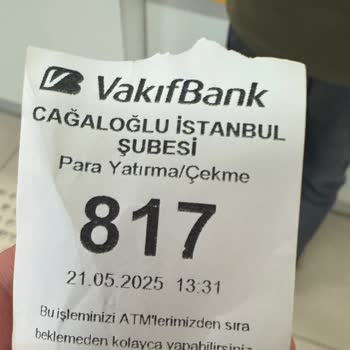 VakıfBank
CAĞALOĞLU İSTANBUL
ŞUBESİ
Para Yatırma/Çekme
817
21.05.2025 13:31
Bu işleminizi ATM'lerimizden sıra
beklemeden kolayca yapabilirsiniz